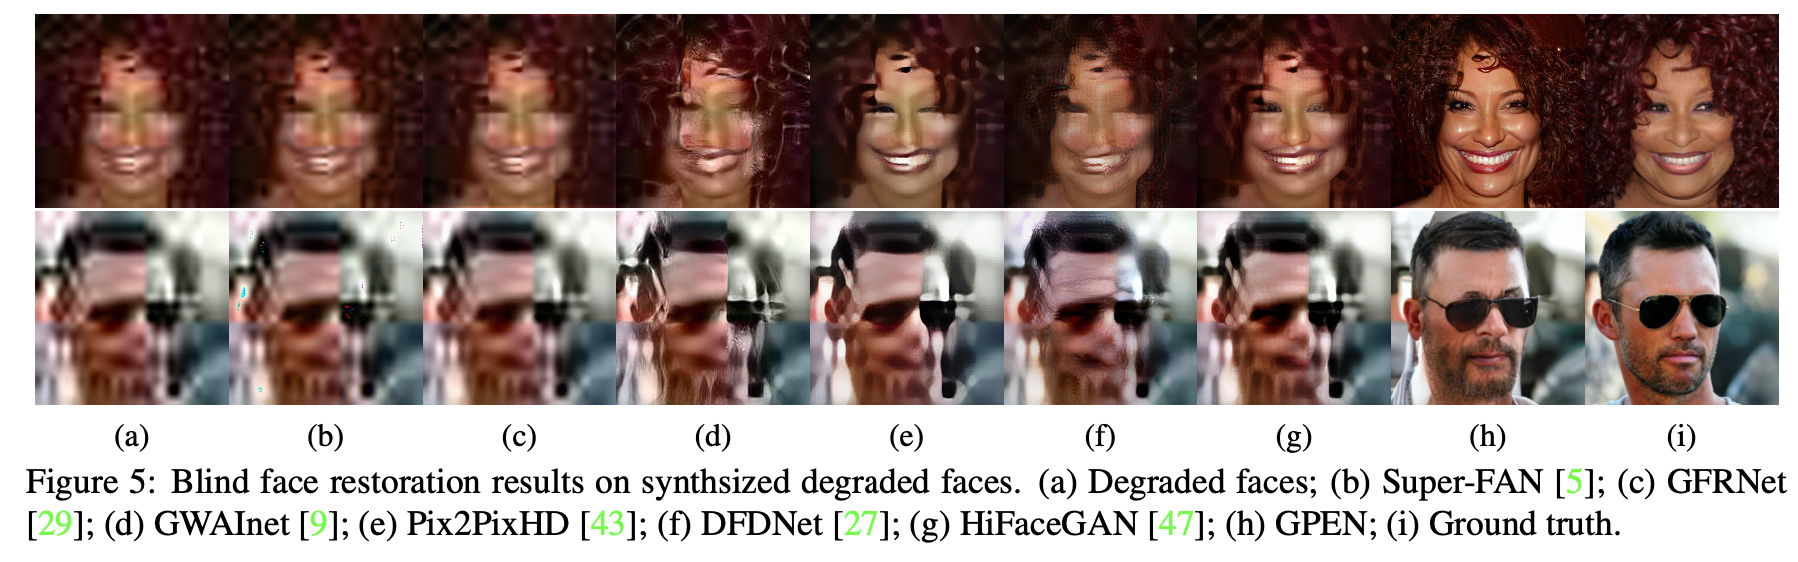 (a) (b) (c) (d) (e) (f) (g) (h) (i)
Figure 5: Blind face restoration results on synthsized degraded faces. (a) Degraded faces; (b) Super-FAN [5]; (c) GFRNet
[29]; (d) GWAInet [9]; (e) Pix2PixHD [43]; (f) DFDNet [27]; (g) HiFaceGAN [47]; (h) GPEN; (i) Ground truth.